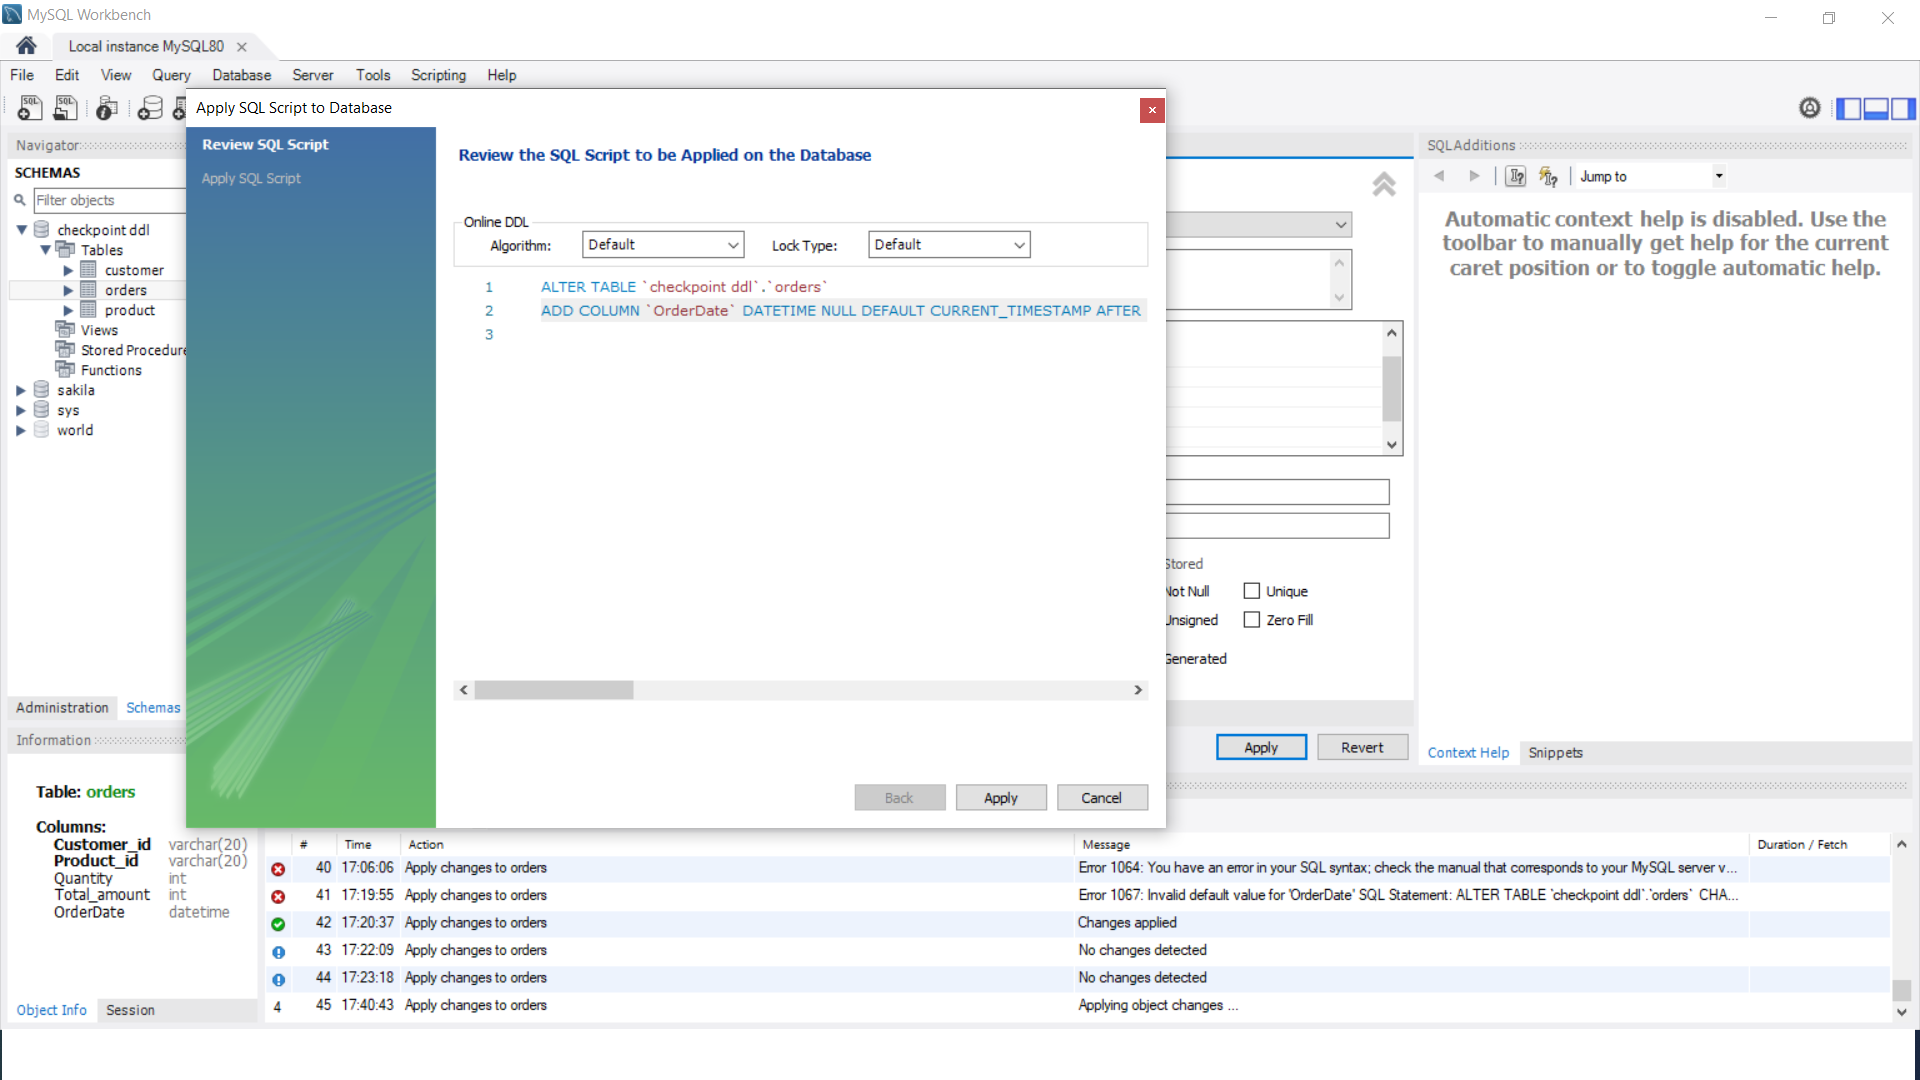 MySQL Workbench
Local instance MySQL80
File Edit View Query Database Server Tools Scripting Help
Apply SQL Script to Database
Navigator
SCHEMAS
Filter objects
checkpoint ddl
Tables
customer
orders
product
Views
Stored Procedure
Functions
sakila
sys
world
Administration Schemas
Information
Table: orders
Columns:
Customer_id varchar(20)
Product_id varchar(20)
Quantity int
Total_amount int
OrderDate datetime
Object Info Session
Review SQL Script
Apply SQL Script
Review the SQL Script to be Applied on the Database
Online DDL
Algorithm: Default Lock Type: Default
1 ALTER TABLE `checkpoint ddl`.`orders`
2 ADD COLUMN `OrderDate` DATETIME NULL DEFAULT CURRENT_TIMESTAMP AFTER
3
Back Apply Cancel
Stored
Not Null Unique
Unsigned Zero Fill
Generated
Apply Revert
SQLAdditions
Jump to
Automatic context help is disabled. Use the
toolbar to manually get help for the current
caret position or to toggle automatic help.
Context Help Snippets
# Time Action Message Duration / Fetch
40 17:06:06 Apply changes to orders Error 1064: You have an error in your SQL syntax; check the manual that corresponds to your MySQL server v...
41 17:19:55 Apply changes to orders Error 1067: Invalid default value for 'OrderDate' SQL Statement: ALTER TABLE `checkpoint ddl`.`orders` CHA...
42 17:20:37 Apply changes to orders Changes applied
43 17:22:09 Apply changes to orders No changes detected
44 17:23:18 Apply changes to orders No changes detected
4 45 17:40:43 Apply changes to orders Applying object changes ...